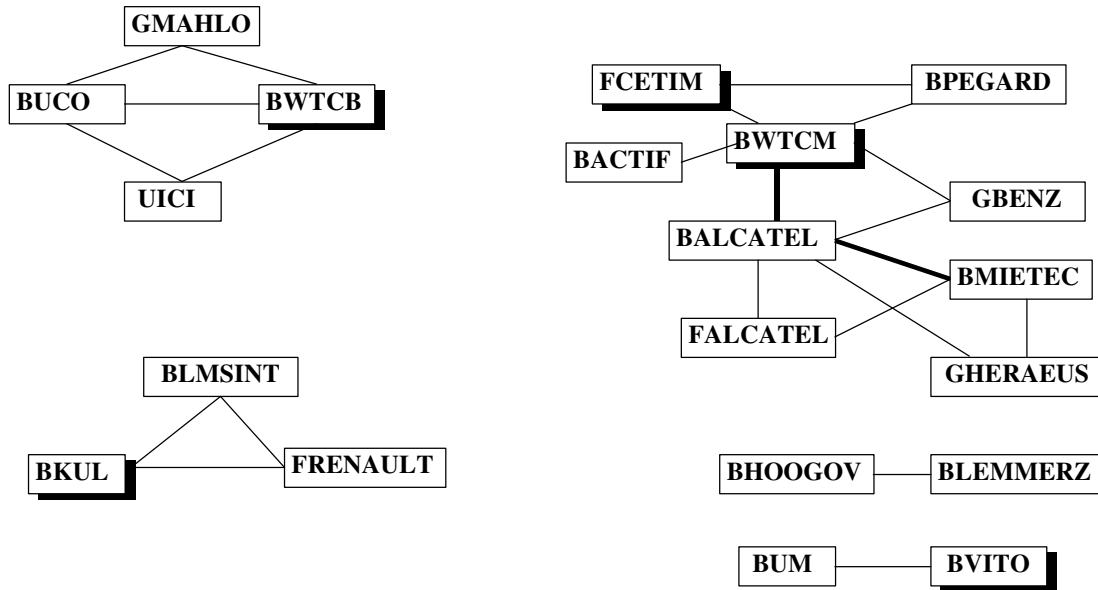 GMAHLO
BUCO
BWTCB
UICI
FCETIM
BPEGARD
BWTCM
BACTIF
GBENZ
BALCATEL
BMIETEC
FALCATEL
GHERAEUS
BLMSINT
BKUL
FRENAULT
BHOOGOV
BLEMMERZ
BUM
BVITO